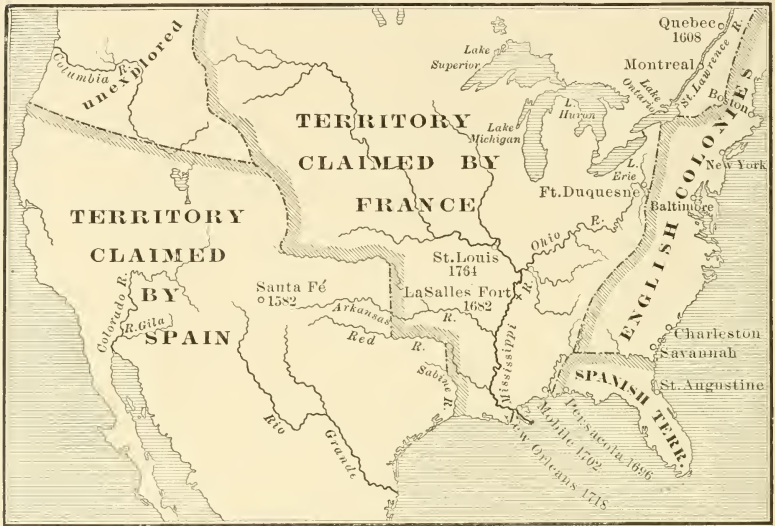 Quebec
1608
Montreal
St. Lawrence R.
Boston
Lake
Superior
Lake
Ontario
L.
Huron
Lake
Michigan
L.
Erie
New York
Columbia R.
unexplored
TERRITORY
CLAIMED BY
FRANCE
Ft. Duquesne
Baltimore
Ohio R.
ENGLISH COLONIES
TERRITORY
CLAIMED
BY
SPAIN
St. Louis
1764
LaSalles Fort
1682
Santa Fé
1582
Arkansas R.
Colorado R.
R. Gila
Red R.
Sabine R.
Mississippi R.
Rio Grande
Charleston
Savannah
St. Augustine
SPANISH TERR.
Pensacola 1696
Mobile 1702
New Orleans 1718